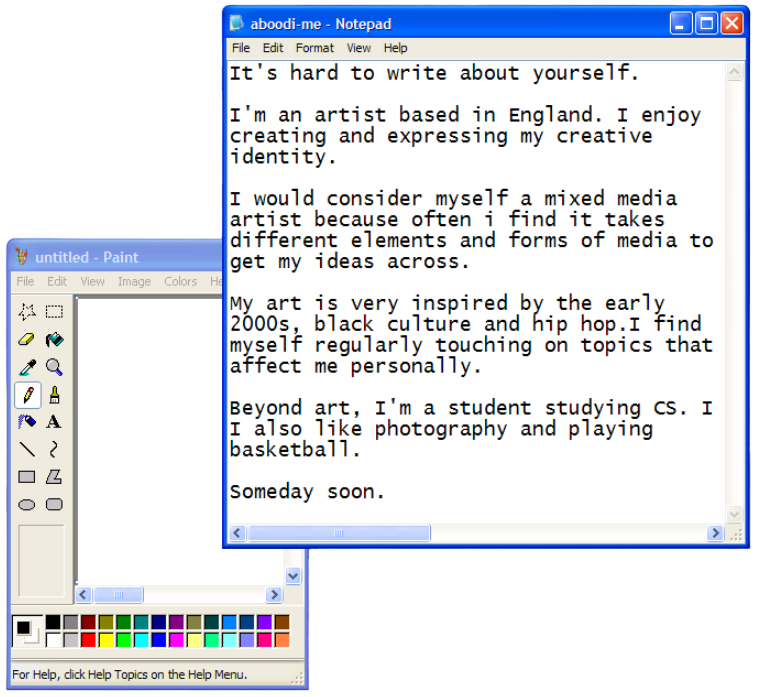 aboodi-me - Notepad
File Edit Format View Help
It's hard to write about yourself.
I'm an artist based in England. I enjoy
creating and expressing my creative
identity.
I would consider myself a mixed media
artist because often i find it takes
different elements and forms of media to
get my ideas across.
My art is very inspired by the early
2000s, black culture and hip hop.I find
myself regularly touching on topics that
affect me personally.
Beyond art, I'm a student studying CS. I
I also like photography and playing
basketball.
Someday soon.
untitled - Paint
File Edit View Image Colors He
A
For Help, click Help Topics on the Help Menu.